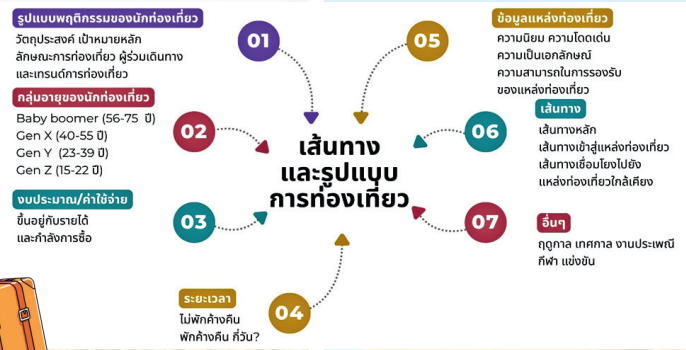 รูปแบบพฤติกรรมของนักท่องเที่ยว
วัตถุประสงค์ เป้าหมายหลัก
ลักษณะการท่องเที่ยว ผู้ร่วมเดินทาง
และเทรนด์การท่องเที่ยว
01
กลุ่มอายุของนักท่องเที่ยว
Baby boomer (56-75 ปี)
Gen X (40-55 ปี)
Gen Y (23-39 ปี)
Gen Z (15-22 ปี)
02
งบประมาณ/ค่าใช้จ่าย
ขึ้นอยู่กับรายได้
และกำลังการซื้อ
03
ระยะเวลา
ไม่พักค้างคืน
พักค้างคืน กี่วัน?
04
เส้นทาง
และรูปแบบ
การท่องเที่ยว
05
ข้อมูลแหล่งท่องเที่ยว
ความนิยม ความโดดเด่น
ความเป็นเอกลักษณ์
ความสามารถในการรองรับ
ของแหล่งท่องเที่ยว
06
เส้นทาง
เส้นทางหลัก
เส้นทางเข้าสู่แหล่งท่องเที่ยว
เส้นทางเชื่อมโยงไปยัง
แหล่งท่องเที่ยวใกล้เคียง
07
อื่นๆ
ฤดูกาล เทศกาล งานประเพณี
กีฬา แข่งขัน